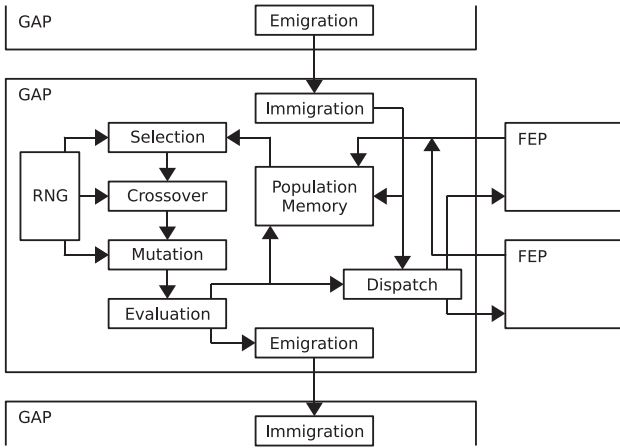 GAP
Emigration
GAP
Immigration
Selection
FEP
RNG
Crossover
Population
Memory
Mutation
FEP
Dispatch
Evaluation
Emigration
GAP
Immigration